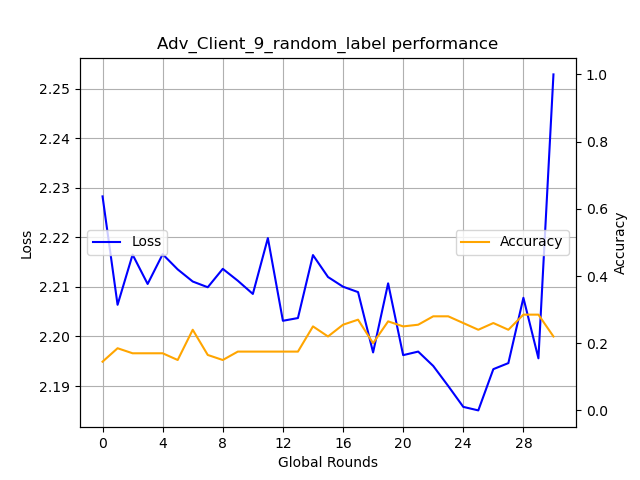 Adv_Client_9_random_label performance
2.25
2.24
2.23
2.22
2.21
2.20
2.19
Loss
Loss
Accuracy
1.0
0.8
0.6
0.4
0.2
0.0
Accuracy
0 4 8 12 16 20 24 28
Global Rounds